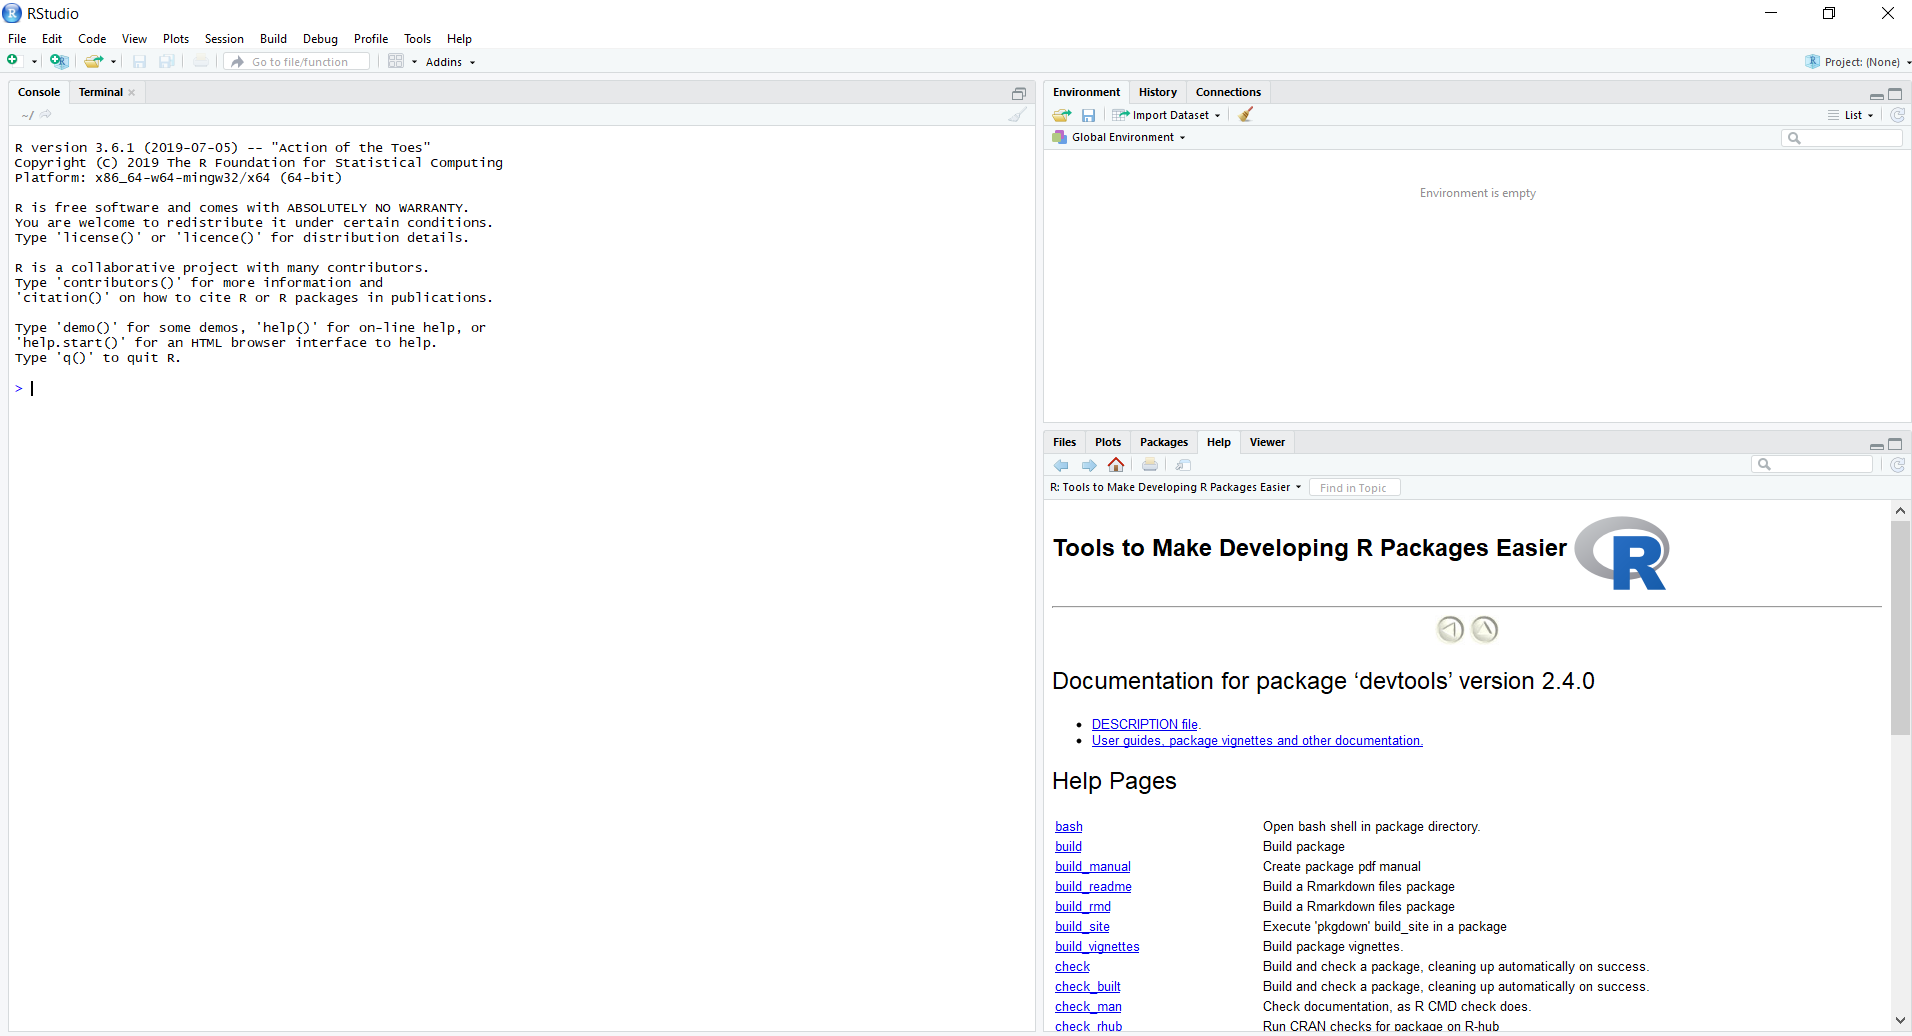 RStudio
File Edit Code View Plots Session Build Debug Profile Tools Help
Go to file/function Addins Project: (None)
Console Terminal
~/
R version 3.6.1 (2019-07-05) -- "Action of the Toes"
Copyright (C) 2019 The R Foundation for Statistical Computing
Platform: x86_64-w64-mingw32/x64 (64-bit)
R is free software and comes with ABSOLUTELY NO WARRANTY.
You are welcome to redistribute it under certain conditions.
Type 'license()' or 'licence()' for distribution details.
R is a collaborative project with many contributors.
Type 'contributors()' for more information and
'citation()' on how to cite R or R packages in publications.
Type 'demo()' for some demos, 'help()' for on-line help, or
'help.start()' for an HTML browser interface to help.
Type 'q()' to quit R.
>
Environment History Connections
Import Dataset List
Global Environment
Environment is empty
Files Plots Packages Help Viewer
R: Tools to Make Developing R Packages Easier Find in Topic
Tools to Make Developing R Packages Easier R
Documentation for package ‘devtools’ version 2.4.0
• DESCRIPTION file.
• User guides, package vignettes and other documentation.
Help Pages
bash Open bash shell in package directory.
build Build package
build_manual Create package pdf manual
build_readme Build a Rmarkdown files package
build_rmd Build a Rmarkdown files package
build_site Execute 'pkgdown' build_site in a package
build_vignettes Build package vignettes.
check Build and check a package, cleaning up automatically on success.
check_built Build and check a package, cleaning up automatically on success.
check_man Check documentation, as R CMD check does.
check_rhub Run CRAN checks for package on R-hub